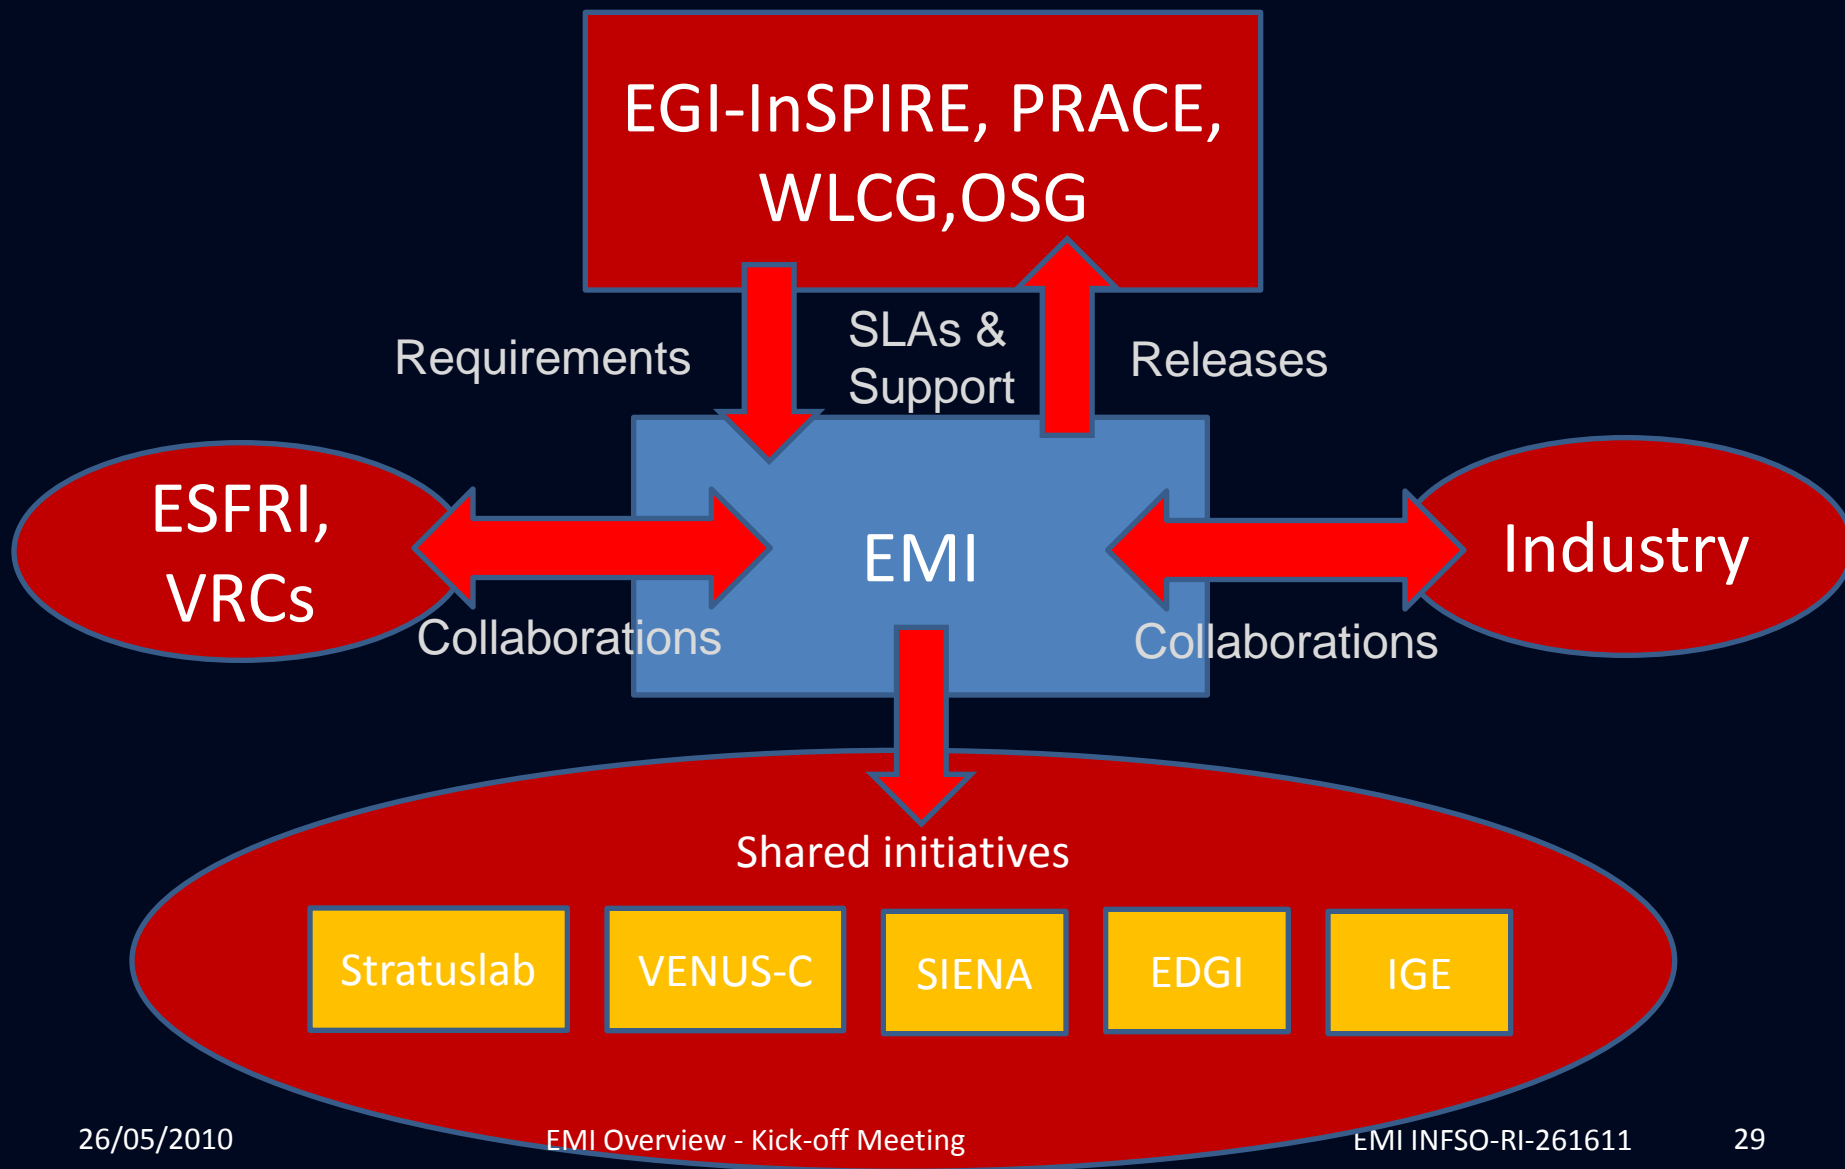 EGI-InSPIRE, PRACE,
WLCG,OSG
Requirements
SLAs &
Support
Releases
ESFRI,
VRCs
EMI
Industry
Collaborations
Collaborations
Shared initiatives
Stratuslab
VENUS-C
SIENA
EDGI
IGE
26/05/2010
EMI Overview - Kick-off Meeting
EMI INFSO-RI-261611
29